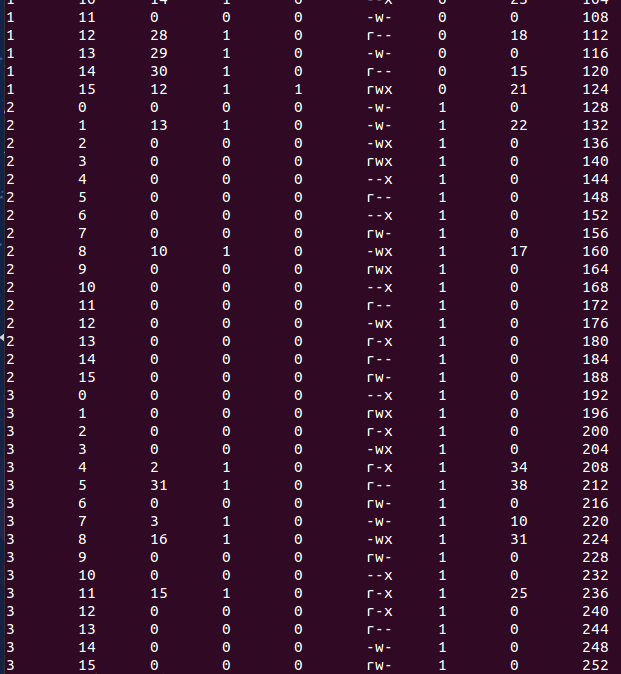 1 10 14 1 0 --x 0 23 104
1 11 0 0 0 -w- 0 0 108
1 12 28 1 0 r-- 0 18 112
1 13 29 1 0 -w- 0 0 116
1 14 30 1 0 r-- 0 15 120
1 15 12 1 1 rwx 0 21 124
2 0 0 0 0 -w- 1 0 128
2 1 13 1 0 -w- 1 22 132
2 2 0 0 0 -wx 1 0 136
2 3 0 0 0 rwx 1 0 140
2 4 0 0 0 --x 1 0 144
2 5 0 0 0 r-- 1 0 148
2 6 0 0 0 --x 1 0 152
2 7 0 0 0 rw- 1 0 156
2 8 10 1 0 -wx 1 17 160
2 9 0 0 0 rwx 1 0 164
2 10 0 0 0 --x 1 0 168
2 11 0 0 0 r-- 1 0 172
2 12 0 0 0 -wx 1 0 176
2 13 0 0 0 r-x 1 0 180
2 14 0 0 0 r-- 1 0 184
2 15 0 0 0 rw- 1 0 188
3 0 0 0 0 --x 1 0 192
3 1 0 0 0 rwx 1 0 196
3 2 0 0 0 r-x 1 0 200
3 3 0 0 0 -wx 1 0 204
3 4 2 1 0 r-x 1 34 208
3 5 31 1 0 r-- 1 38 212
3 6 0 0 0 rw- 1 0 216
3 7 3 1 0 -w- 1 10 220
3 8 16 1 0 -wx 1 31 224
3 9 0 0 0 rw- 1 0 228
3 10 0 0 0 --x 1 0 232
3 11 15 1 0 r-x 1 25 236
3 12 0 0 0 r-x 1 0 240
3 13 0 0 0 r-- 1 0 244
3 14 0 0 0 -w- 1 0 248
3 15 0 0 0 rw- 1 0 252